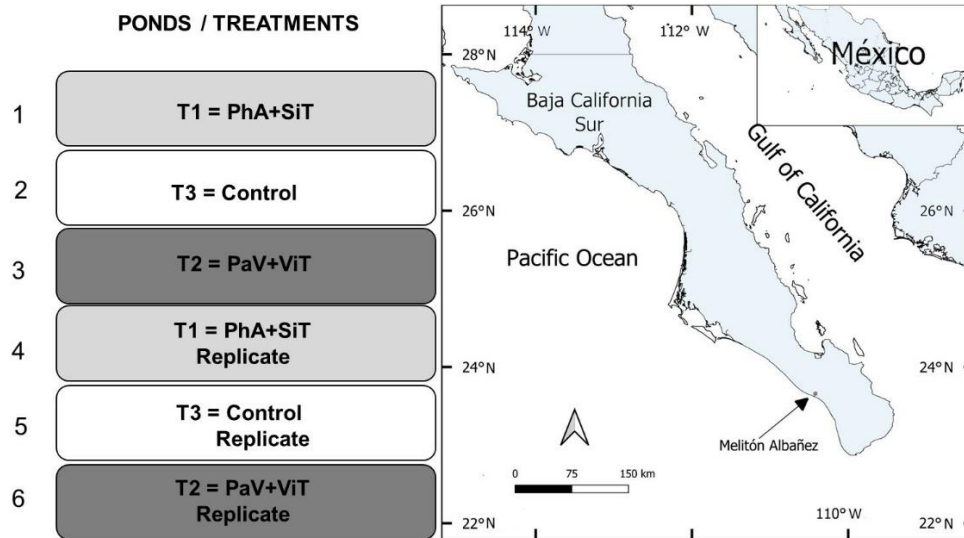 PONDS / TREATMENTS
1
T1 = PhA+SiT
2
T3 = Control
3
T2 = PaV+ViT
4
T1 = PhA+SiT
Replicate
5
T3 = Control
Replicate
6
T2 = PaV+ViT
Replicate
114° W
112° W
28°N
México
Baja California
Sur
Gulf of California
26°N
26°N
Pacific Ocean
24°N
24°N
Melitón Albañez
0 75 150 km
110° W
22°N
22°N